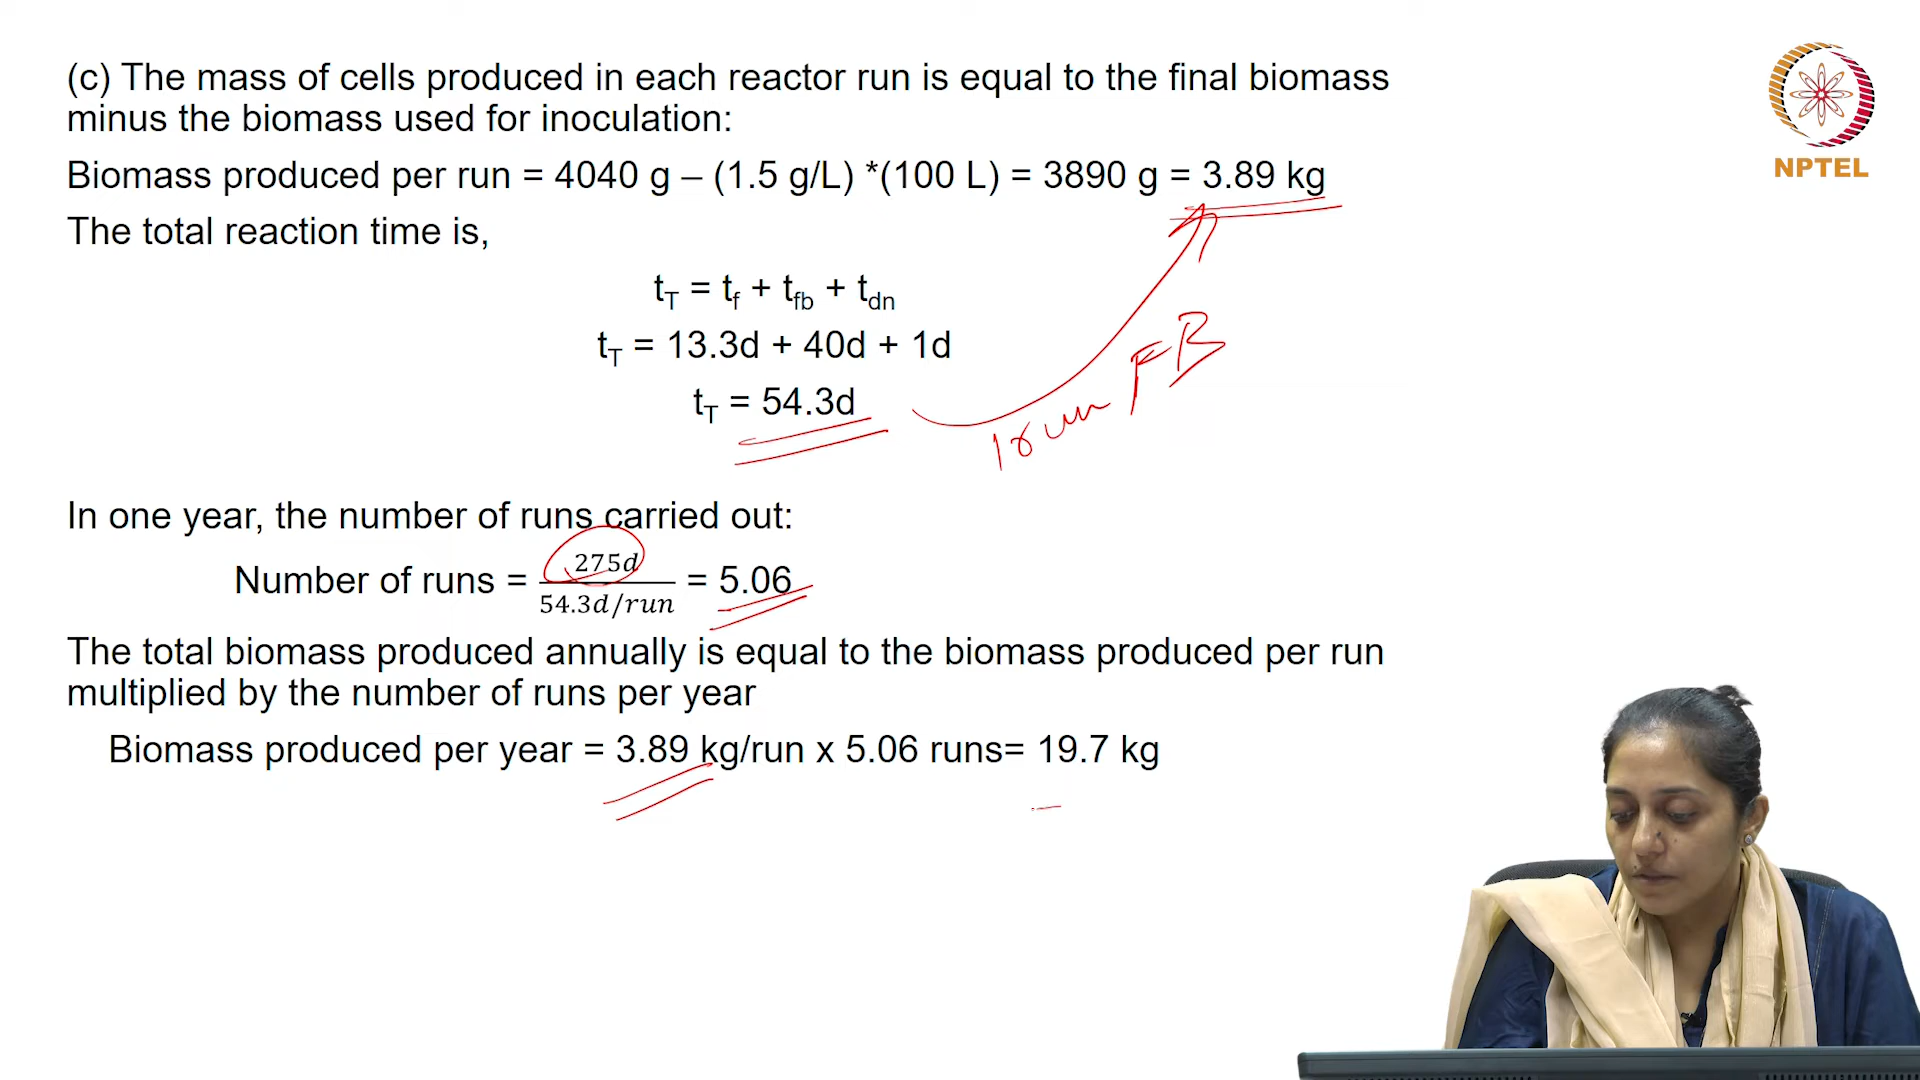 (c) The mass of cells produced in each reactor run is equal to the final biomass
minus the biomass used for inoculation:
Biomass produced per run = 4040 g – (1.5 g/L) *(100 L) = 3890 g = 3.89 kg
The total reaction time is,
tT = tf + tfb + tdn
tT = 13.3d + 40d + 1d
tT = 54.3d
1 run FB
In one year, the number of runs carried out:
Number of runs = 275d / 54.3d/run = 5.06
The total biomass produced annually is equal to the biomass produced per run
multiplied by the number of runs per year
Biomass produced per year = 3.89 kg/run x 5.06 runs= 19.7 kg
NPTEL